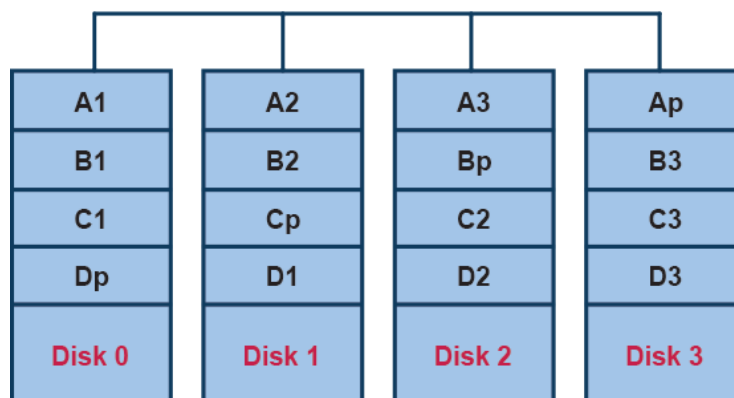 A1 A2 A3 Ap
B1 B2 Bp B3
C1 Cp C2 C3
Dp D1 D2 D3
Disk 0 Disk 1 Disk 2 Disk 3